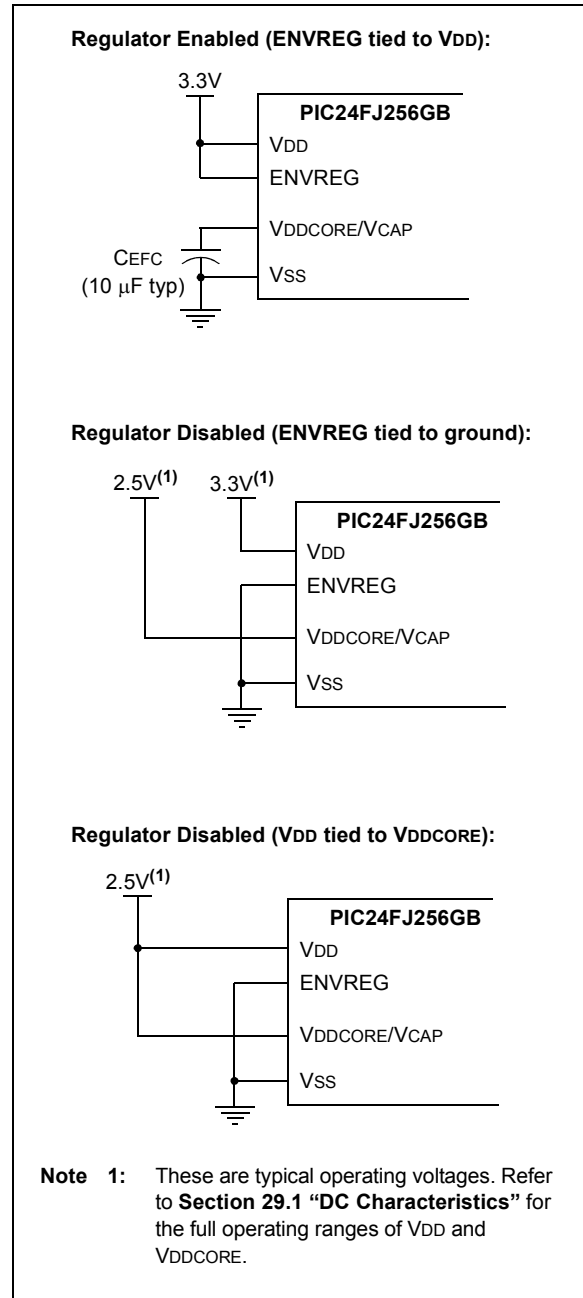 Regulator Enabled (ENVREG tied to VDD):
3.3V
PIC24FJ256GB
VDD
ENVREG
VDDCORE/VCAP
CEFC
(10 μF typ)
VSS
Regulator Disabled (ENVREG tied to ground):
2.5V(1) 3.3V(1)
PIC24FJ256GB
VDD
ENVREG
VDDCORE/VCAP
VSS
Regulator Disabled (VDD tied to VDDCORE):
2.5V(1)
PIC24FJ256GB
VDD
ENVREG
VDDCORE/VCAP
VSS
Note 1: These are typical operating voltages. Refer
to Section 29.1 “DC Characteristics” for
the full operating ranges of VDD and
VDDCORE.